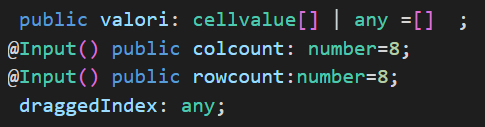 public valori: cellvalue[] | any =[]  ;
@Input() public colcount: number=8;
@Input() public rowcount:number=8;
draggedIndex: any;